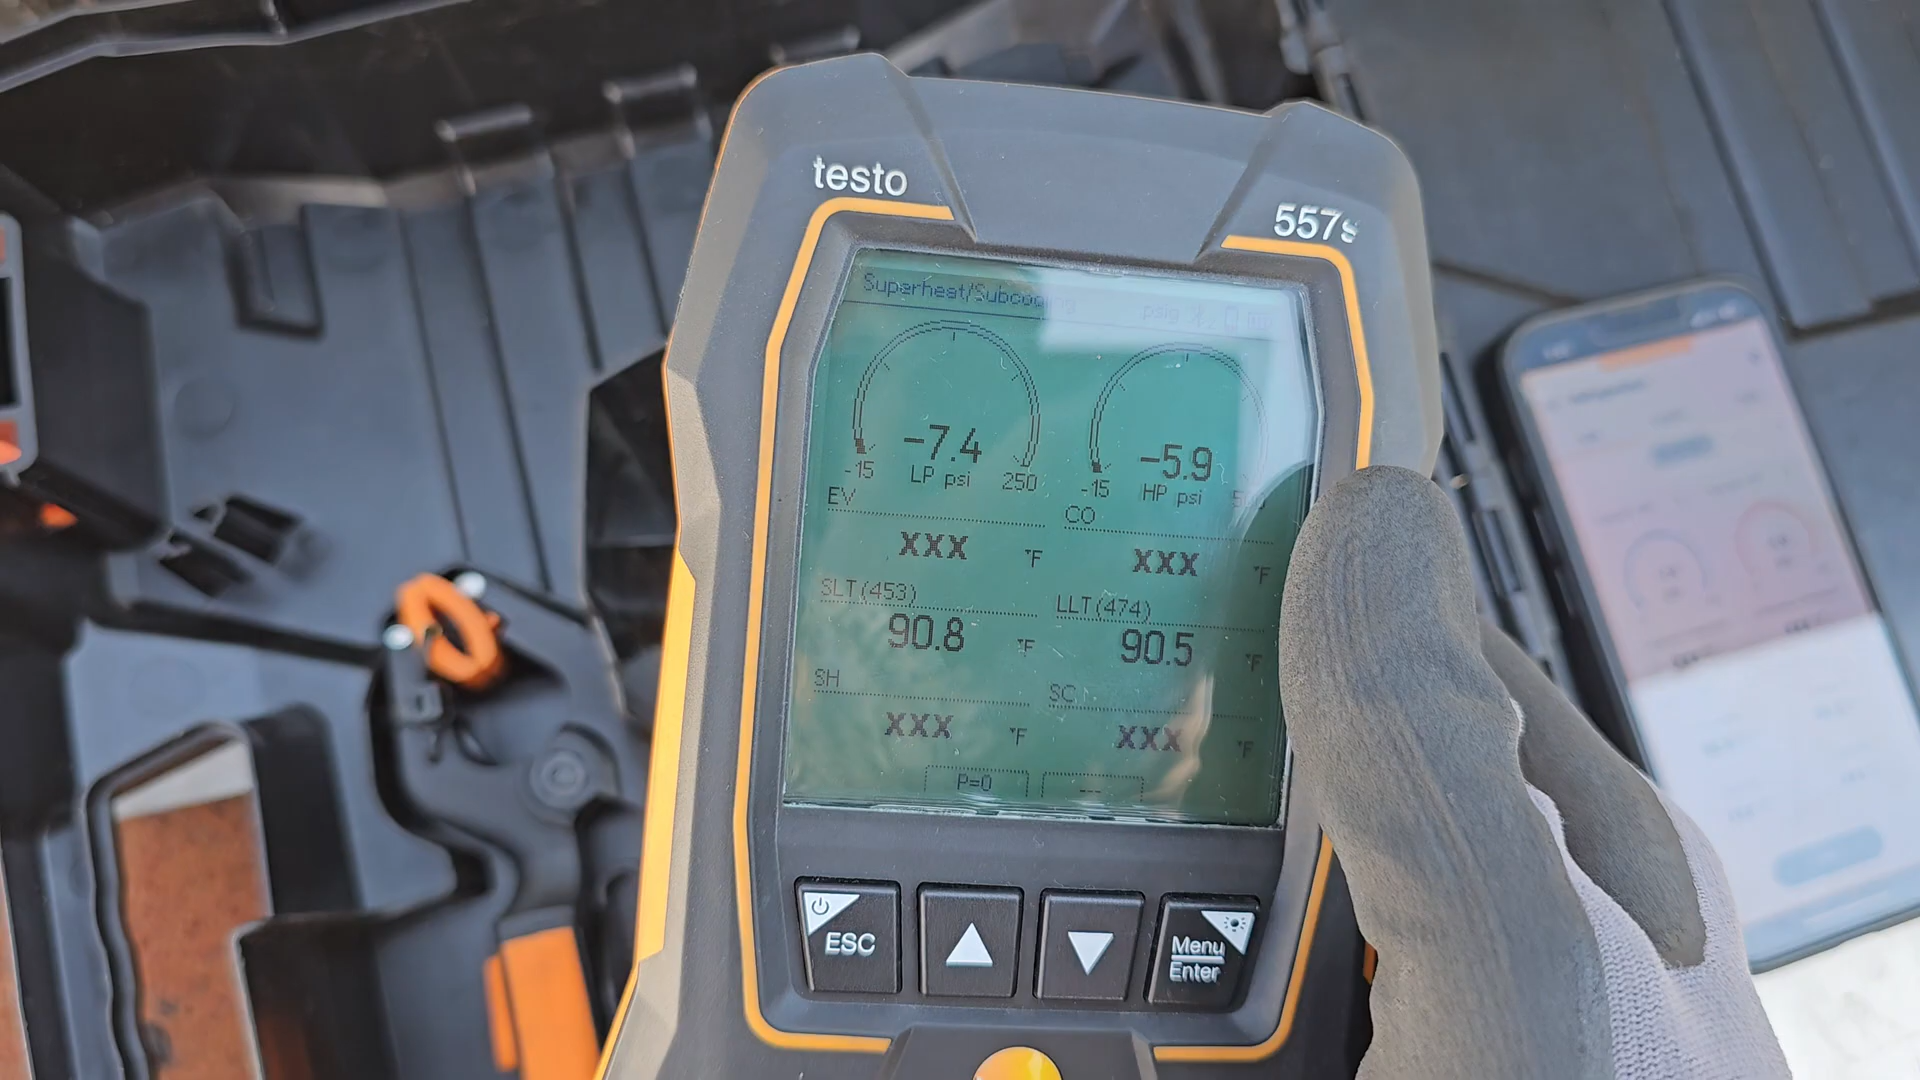 testo
557s
Superheat/Subcooling psig
-7.4 -5.9
-15 LP psi 250 -15 HP psi
EV CO
XXX °F XXX °F
SLT(453) LLT(474)
90.8 °F 90.5 °F
SH SC
XXX °F XXX °F
P=0 ---
ESC
Menu
Enter